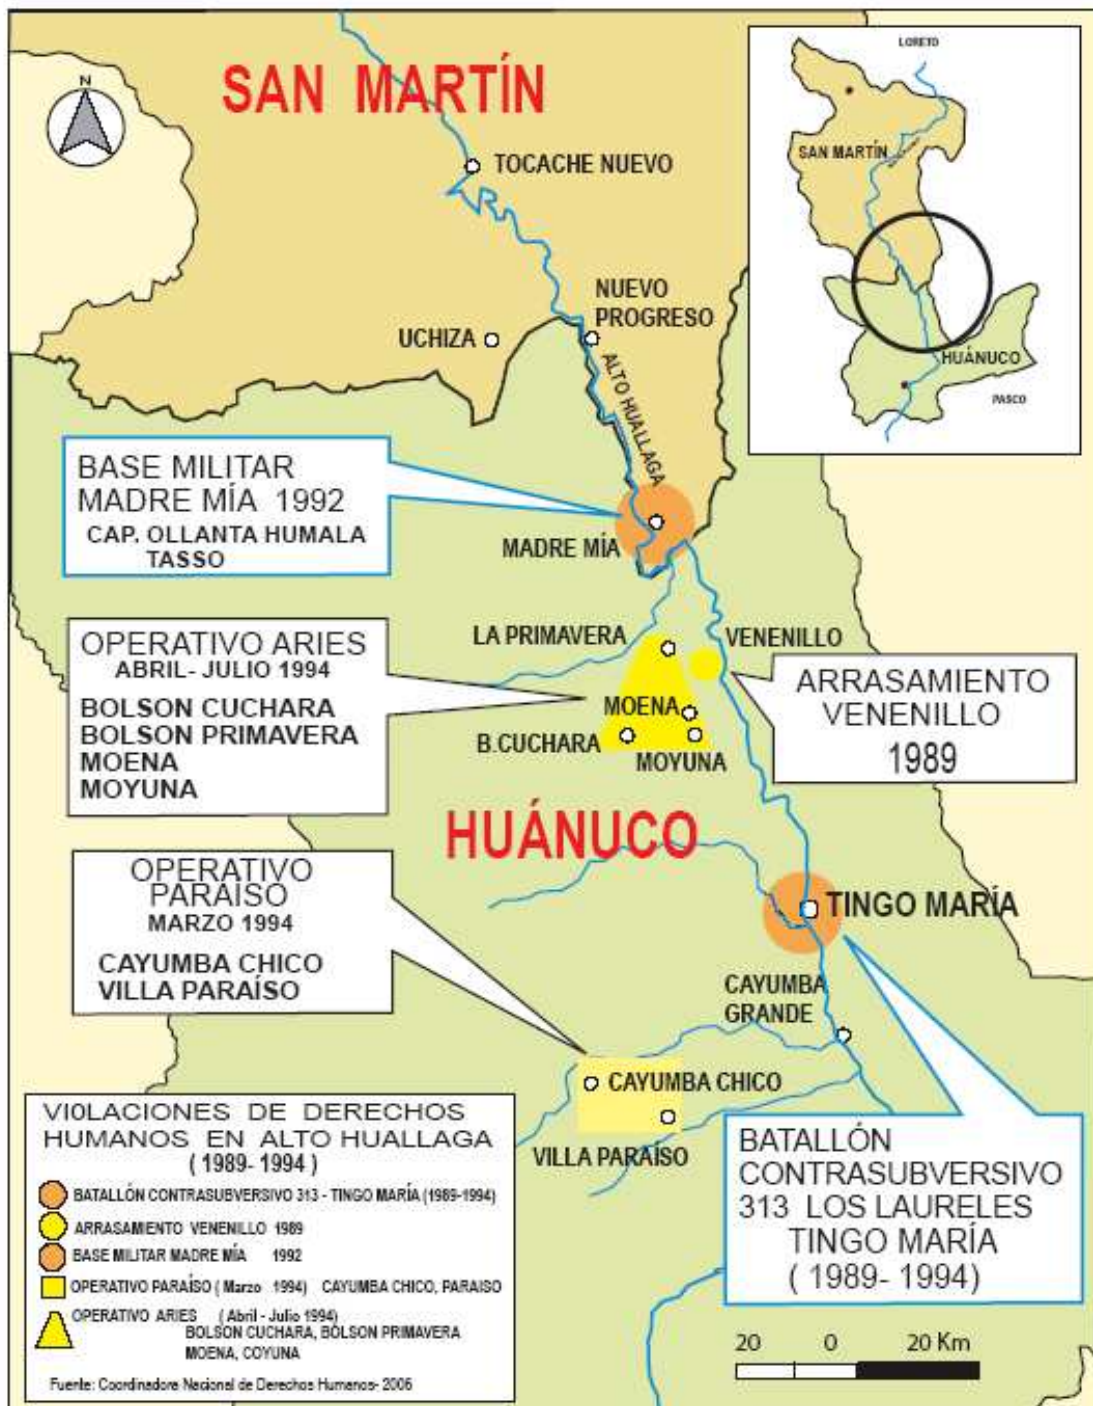 SAN MARTÍN
N
TOCACHE NUEVO
NUEVO
PROGRESO
UCHIZA
ALTO HUALLAGA
LORETO
SAN MARTÍN
HUÁNUCO
PASCO
BASE MILITAR
MADRE MÍA 1992
CAP. OLLANTA HUMALA
TASSO
MADRE MÍA
OPERATIVO ARIES
ABRIL- JULIO 1994
BOLSON CUCHARA
BOLSON PRIMAVERA
MOENA
MOYUNA
LA PRIMAVERA
VENENILLO
MOENA
B.CUCHARA
MOYUNA
ARRASAMIENTO
VENENILLO
1989
HUÁNUCO
OPERATIVO
PARAÍSO
MARZO 1994
CAYUMBA CHICO
VILLA PARAÍSO
TINGO MARÍA
CAYUMBA
GRANDE
CAYUMBA CHICO
VILLA PARAÍSO
BATALLÓN
CONTRASUBVERSIVO
313 LOS LAURELES
TINGO MARÍA
( 1989- 1994)
VI0LACIONES DE DERECHOS
HUMANOS EN ALTO HUALLAGA
( 1989- 1994 )
BATALLÓN CONTRASUBVERSIVO 313 - TINGO MARÍA (1989-1994)
ARRASAMIENTO VENENILLO 1989
BASE MILITAR MADRE MÍA 1992
OPERATIVO PARAÍSO ( Marzo 1994) CAYUMBA CHICO, PARAISO
OPERATIVO ARIES ( Abril - Julio 1994)
BOLSON CUCHARA, BOLSON PRIMAVERA
MOENA, COYUNA
Fuente: Coordinadora Nacional de Derechos Humanos- 2006
20 0 20 Km